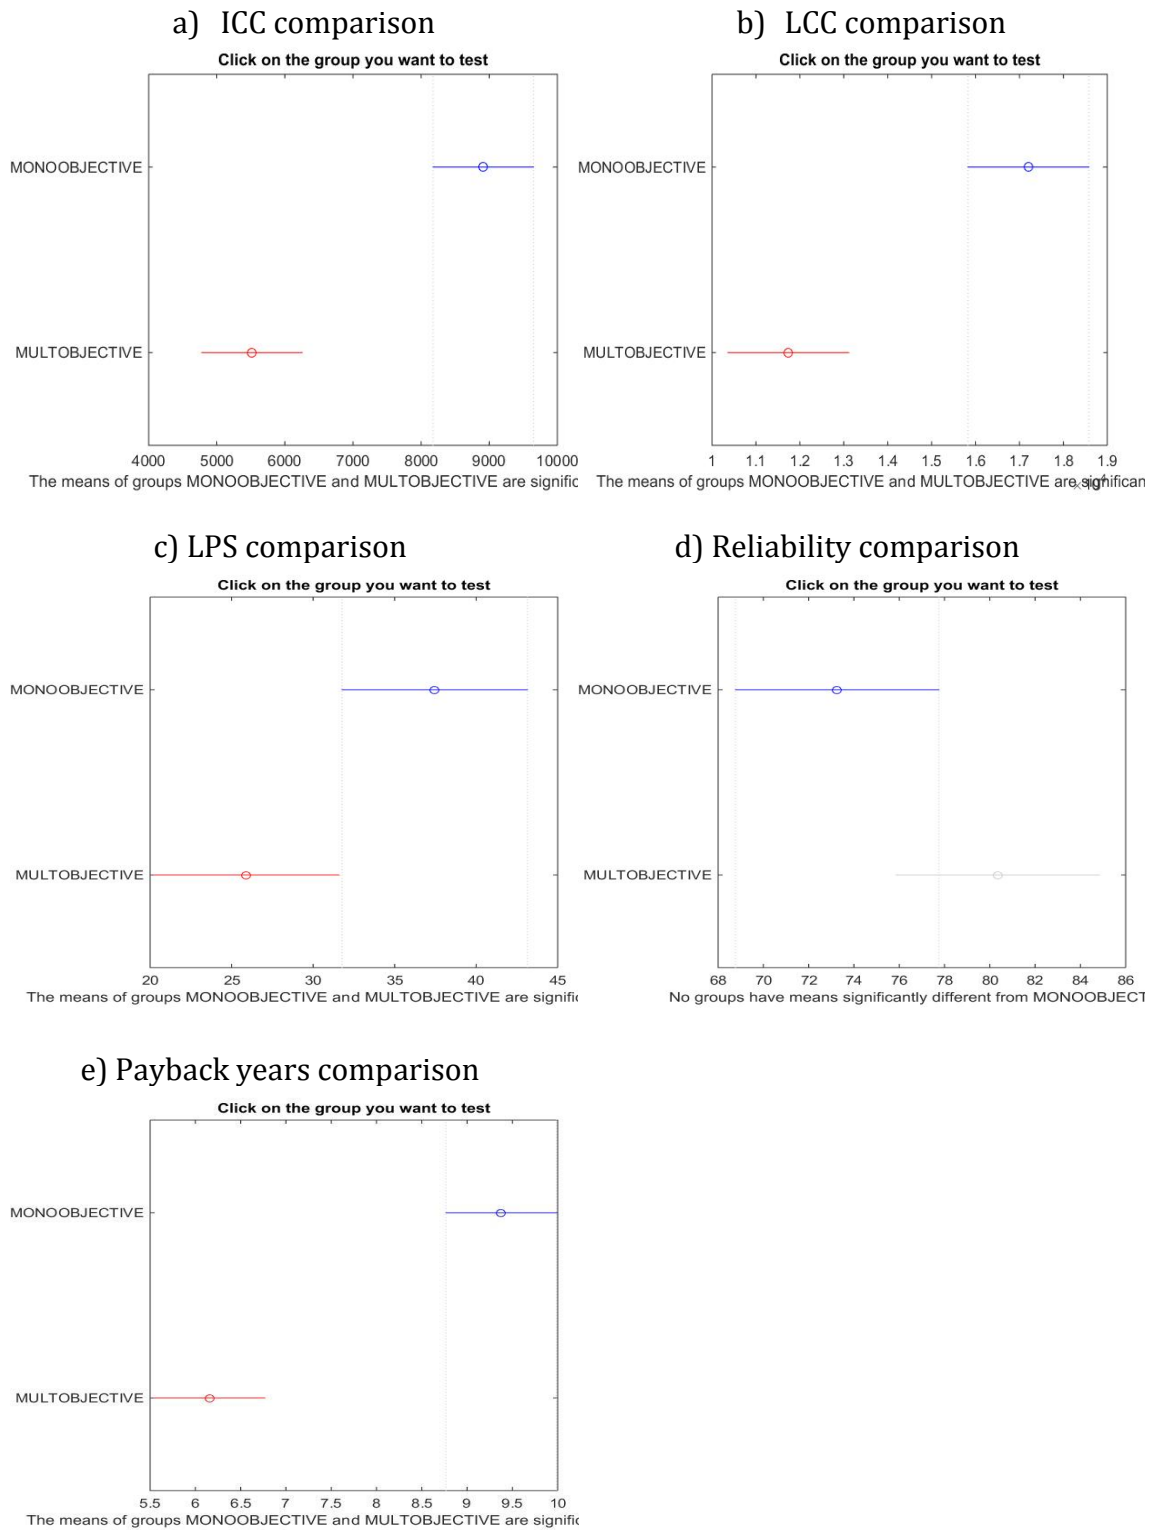 a) ICC comparison
Click on the group you want to test
MONOOBJECTIVE
MULTOBJECTIVE
4000 5000 6000 7000 8000 9000 10000
The means of groups MONOOBJECTIVE and MULTOBJECTIVE are signific
b) LCC comparison
Click on the group you want to test
MONOOBJECTIVE
MULTOBJECTIVE
1 1.1 1.2 1.3 1.4 1.5 1.6 1.7 1.8 1.9
The means of groups MONOOBJECTIVE and MULTOBJECTIVE are significan
c) LPS comparison
Click on the group you want to test
MONOOBJECTIVE
MULTOBJECTIVE
20 25 30 35 40 45
The means of groups MONOOBJECTIVE and MULTOBJECTIVE are signific
d) Reliability comparison
Click on the group you want to test
MONOOBJECTIVE
MULTOBJECTIVE
68 70 72 74 76 78 80 82 84 86
No groups have means significantly different from MONOOBJECT
e) Payback years comparison
Click on the group you want to test
MONOOBJECTIVE
MULTOBJECTIVE
5.5 6 6.5 7 7.5 8 8.5 9 9.5 10
The means of groups MONOOBJECTIVE and MULTOBJECTIVE are signific